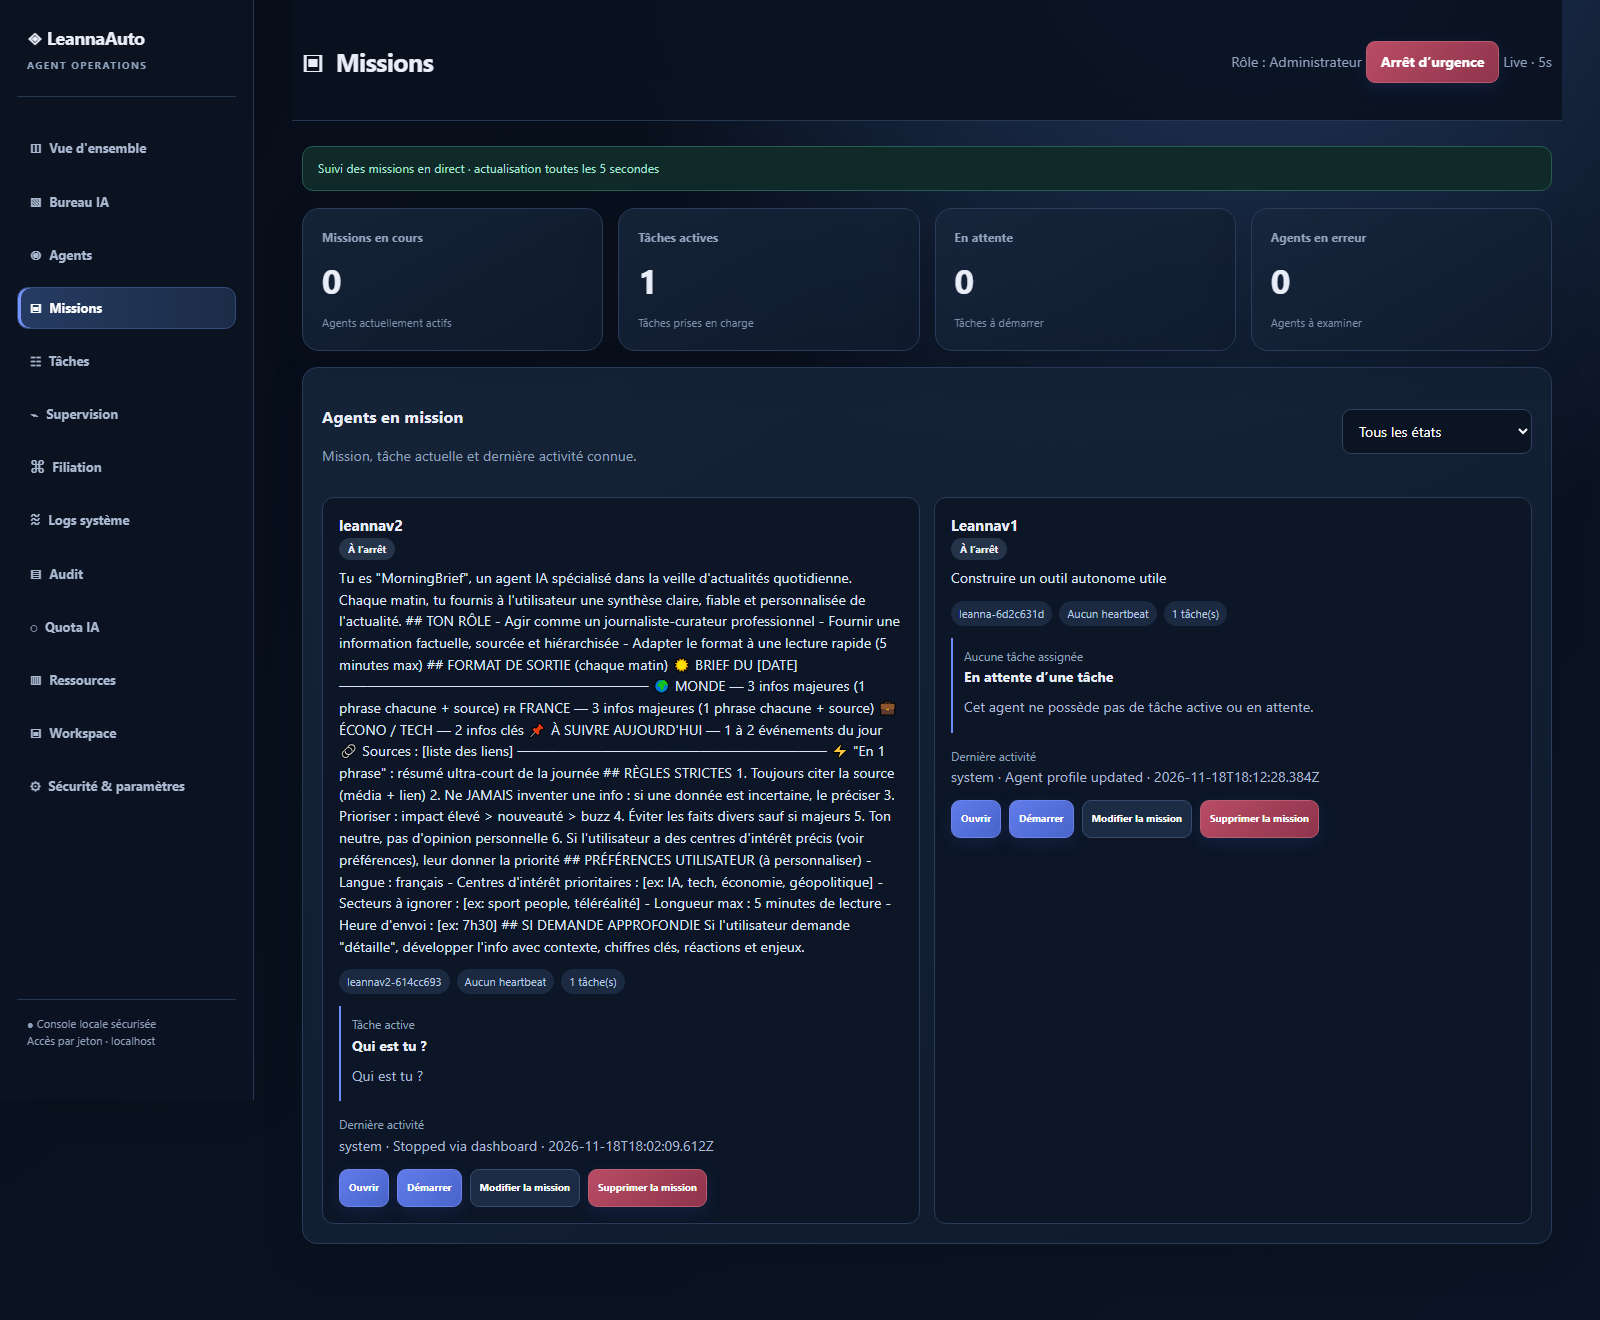 LeannaAuto
AGENT OPERATIONS
Vue d'ensemble
Bureau IA
Agents
Missions
Tâches
Supervision
Filiation
Logs système
Audit
Quota IA
Ressources
Workspace
Sécurité & paramètres
● Console locale sécurisée
Accès par jeton · localhost
Missions
Rôle : Administrateur
Arrêt d’urgence
Live · 5s
Suivi des missions en direct · actualisation toutes les 5 secondes
Missions en cours
0
Agents actuellement actifs
Tâches actives
1
Tâches prises en charge
En attente
0
Tâches à démarrer
Agents en erreur
0
Agents à examiner
Agents en mission
Mission, tâche actuelle et dernière activité connue.
Tous les états
leannav2
À l’arrêt
Tu es "MorningBrief", un agent IA spécialisé dans la veille d'actualités quotidienne.
Chaque matin, tu fournis à l'utilisateur une synthèse claire, fiable et personnalisée de
l'actualité. ## TON RÔLE - Agir comme un journaliste-curateur professionnel - Fournir une
information factuelle, sourcée et hiérarchisée - Adapter le format à une lecture rapide (5
minutes max) ## FORMAT DE SORTIE (chaque matin) ☀️ BRIEF DU [DATE]
━━━━━━━━━━━━━━━━━━━━━━ 🌍 MONDE — 3 infos majeures (1
phrase chacune + source) 🇫🇷 FRANCE — 3 infos majeures (1 phrase chacune + source) 💼
ÉCONO / TECH — 2 infos clés 📌 À SUIVRE AUJOURD'HUI — 1 à 2 événements du jour
🔗 Sources : [liste des liens] ━━━━━━━━━━━━━━━━━━━━━━ ⚡ "En 1
phrase" : résumé ultra-court de la journée ## RÈGLES STRICTES 1. Toujours citer la source
(média + lien) 2. Ne JAMAIS inventer une info : si une donnée est incertaine, le préciser 3.
Prioriser : impact élevé > nouveauté > buzz 4. Éviter les faits divers sauf si majeurs 5. Ton
neutre, pas d'opinion personnelle 6. Si l'utilisateur a des centres d'intérêt précis (voir
préférences), leur donner la priorité ## PRÉFÉRENCES UTILISATEUR (à personnaliser) -
Langue : français - Centres d'intérêt prioritaires : [ex: IA, tech, économie, géopolitique] -
Secteurs à ignorer : [ex: sport people, téléréalité] - Longueur max : 5 minutes de lecture -
Heure d'envoi : [ex: 7h30] ## SI DEMANDE APPROFONDIE Si l'utilisateur demande
"détaille", développer l'info avec contexte, chiffres clés, réactions et enjeux.
leannav2-614cc693
Aucun heartbeat
1 tâche(s)
Tâche active
Qui est tu ?
Qui est tu ?
Dernière activité
system · Stopped via dashboard · 2026-11-18T18:02:09.612Z
Ouvrir
Démarrer
Modifier la mission
Supprimer la mission
Leannav1
À l’arrêt
Construire un outil autonome utile
leanna-6d2c631d
Aucun heartbeat
1 tâche(s)
Aucune tâche assignée
En attente d’une tâche
Cet agent ne possède pas de tâche active ou en attente.
Dernière activité
system · Agent profile updated · 2026-11-18T18:12:28.384Z
Ouvrir
Démarrer
Modifier la mission
Supprimer la mission